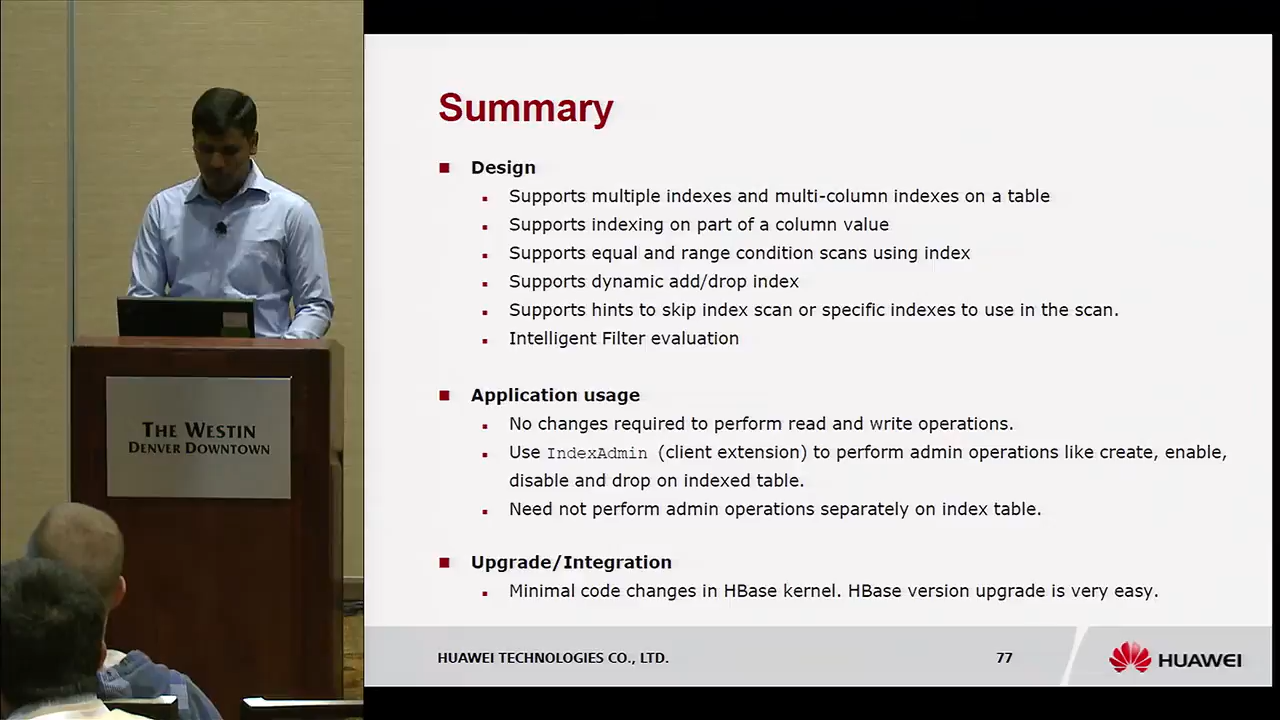 Summary
Design
Supports multiple indexes and multi-column indexes on a table
Supports indexing on part of a column value
Supports equal and range condition scans using index
Supports dynamic add/drop index
Supports hints to skip index scan or specific indexes to use in the scan.
Intelligent Filter evaluation
Application usage
No changes required to perform read and write operations.
Use IndexAdmin (client extension) to perform admin operations like create, enable,
disable and drop on indexed table.
Need not perform admin operations separately on index table.
Upgrade/Integration
Minimal code changes in HBase kernel. HBase version upgrade is very easy.
HUAWEI TECHNOLOGIES CO., LTD.
77
HUAWEI
THE WESTIN
DENVER DOWNTOWN